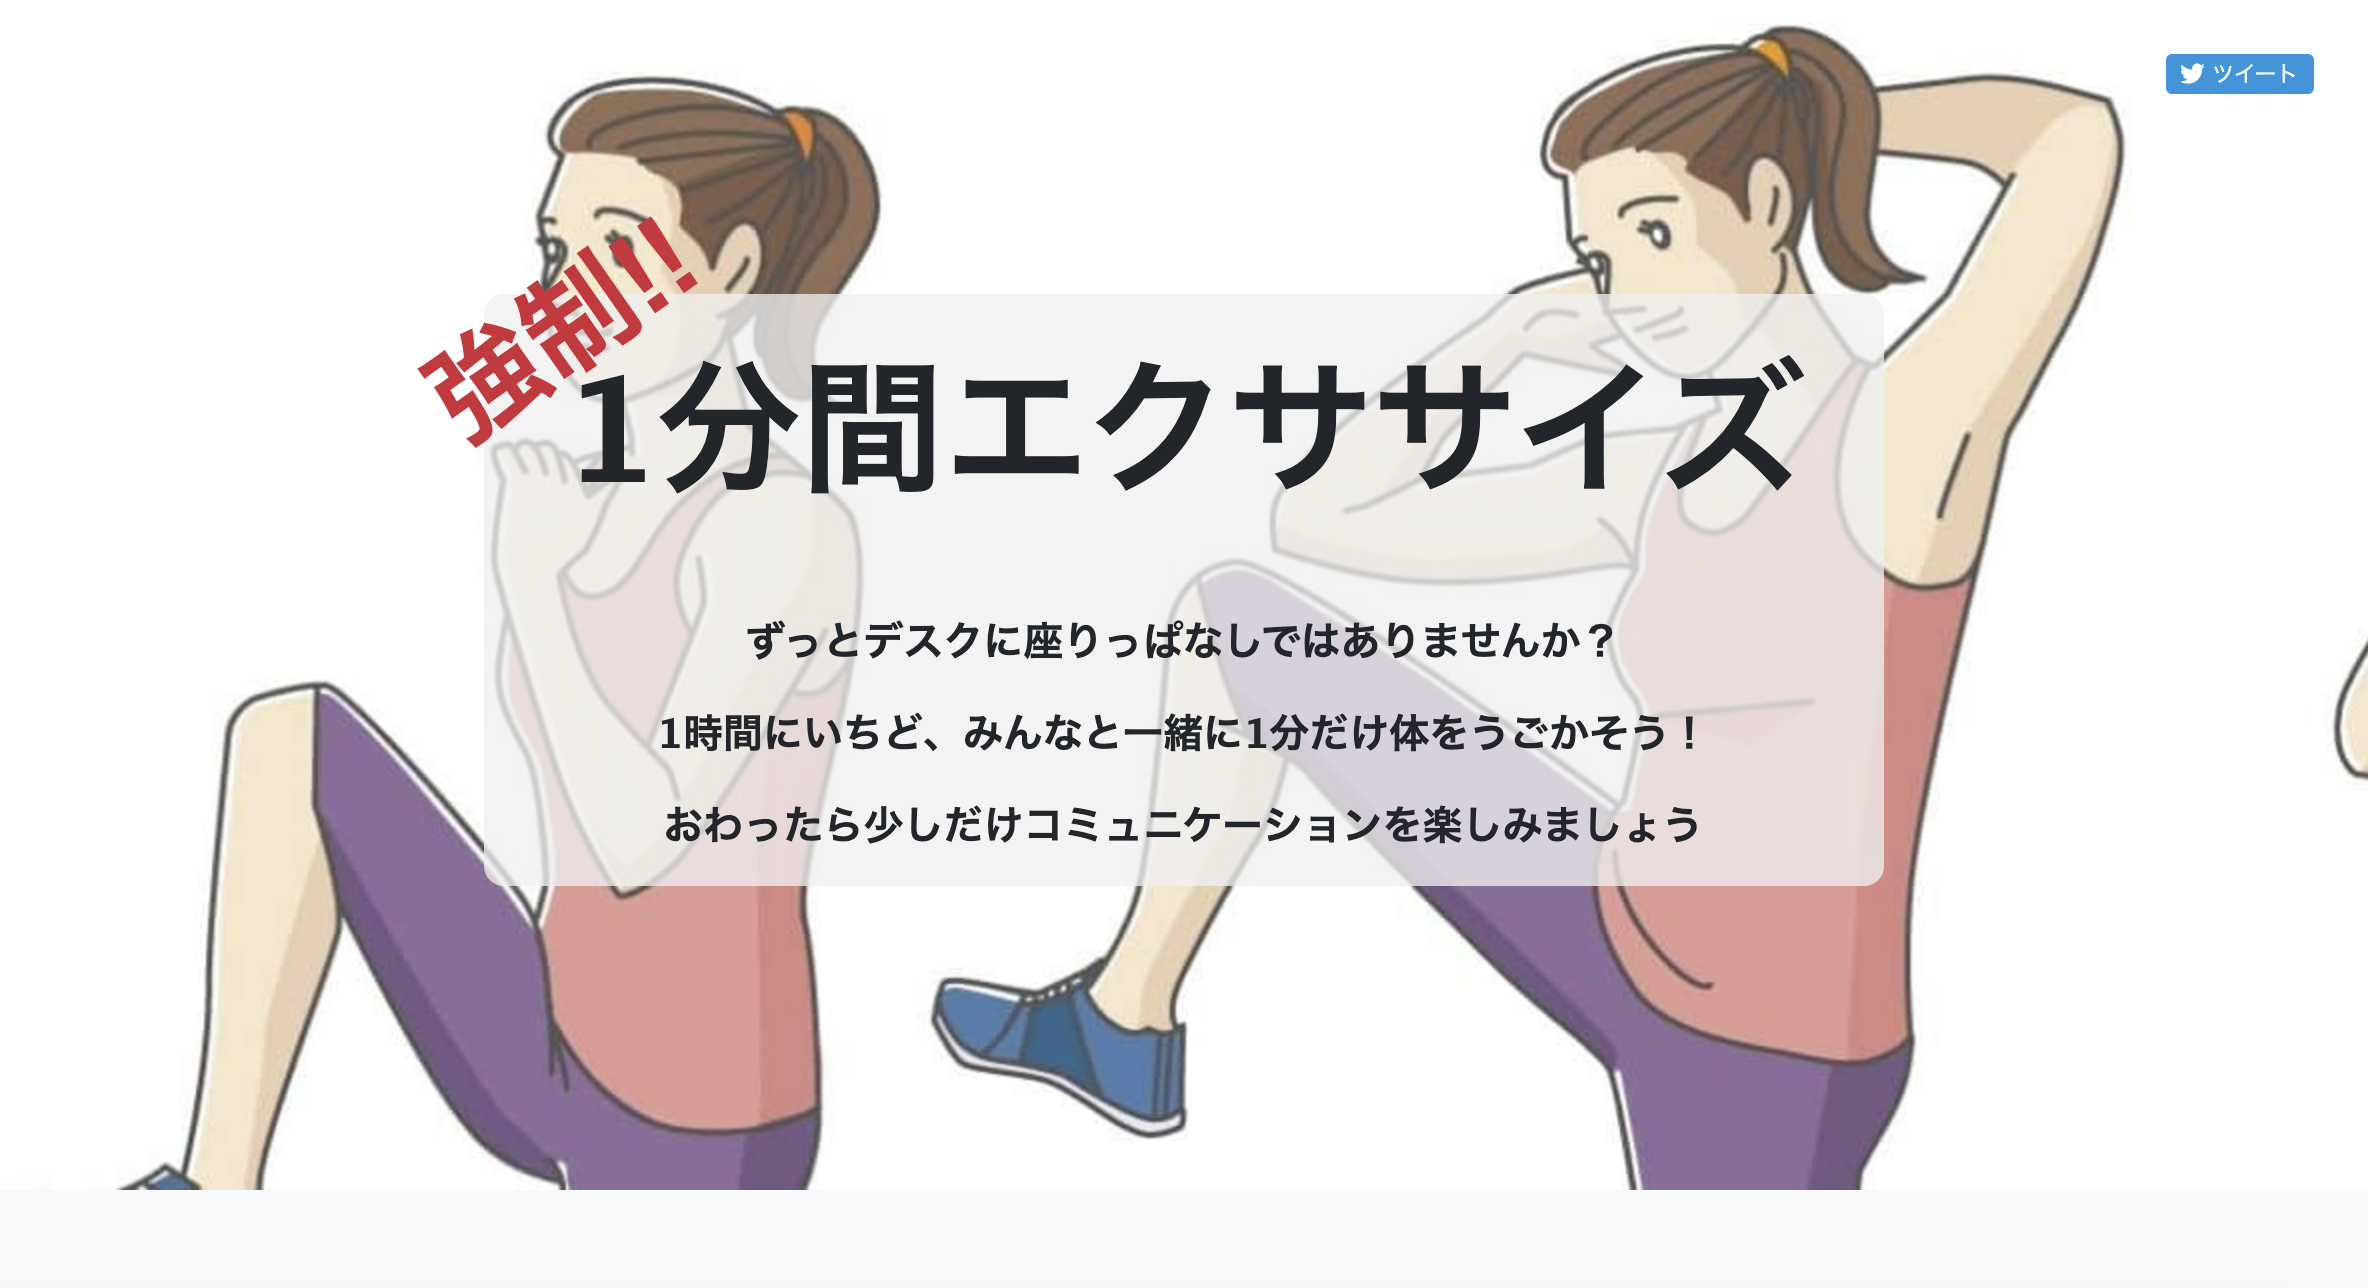 ツイート
強制!!
1分間エクササイズ
ずっとデスクに座りっぱなしではありませんか？
1時間にいちど、みんなと一緒に1分だけ体をうごかそう！
おわったら少しだけコミュニケーションを楽しみましょう